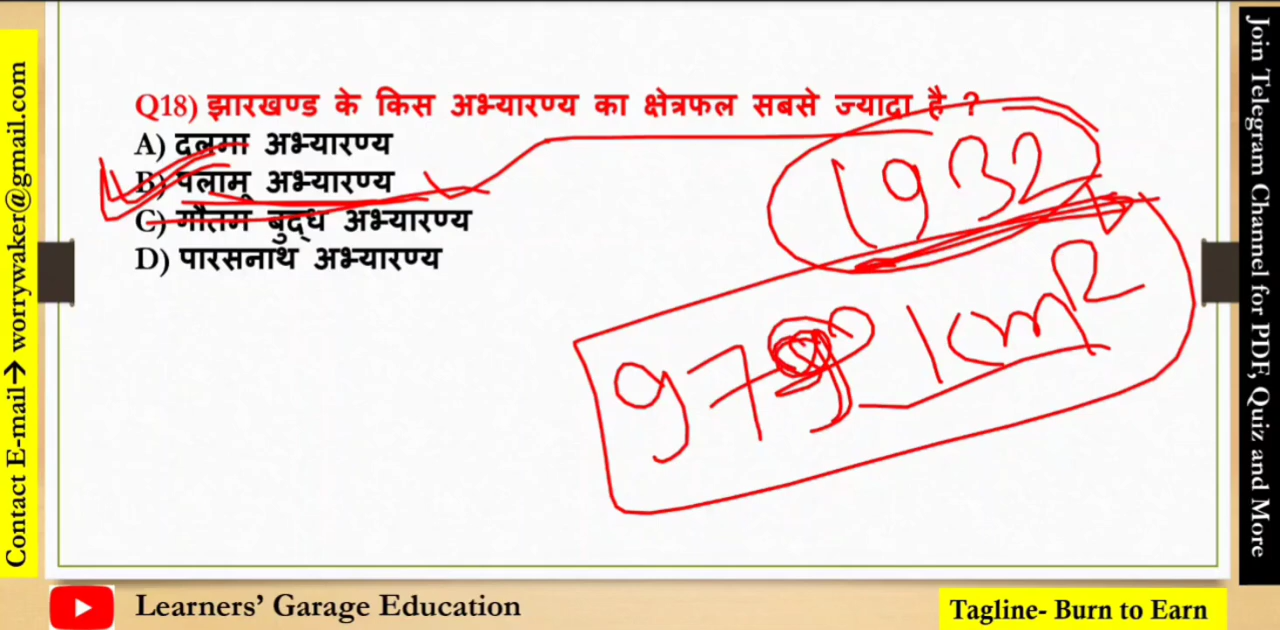 Q18) झारखण्ड के किस अभ्यारण्य का क्षेत्रफल सबसे ज्यादा है ?
A) दलमा अभ्यारण्य
B) पलामू अभ्यारण्य
C) गौतम बुद्ध अभ्यारण्य
D) पारसनाथ अभ्यारण्य
1932
km²
Contact E-mail→ worrywaker@gmail.com
Join Telegram Channel for PDF, Quiz and More
Learners' Garage Education
Tagline- Burn to Earn